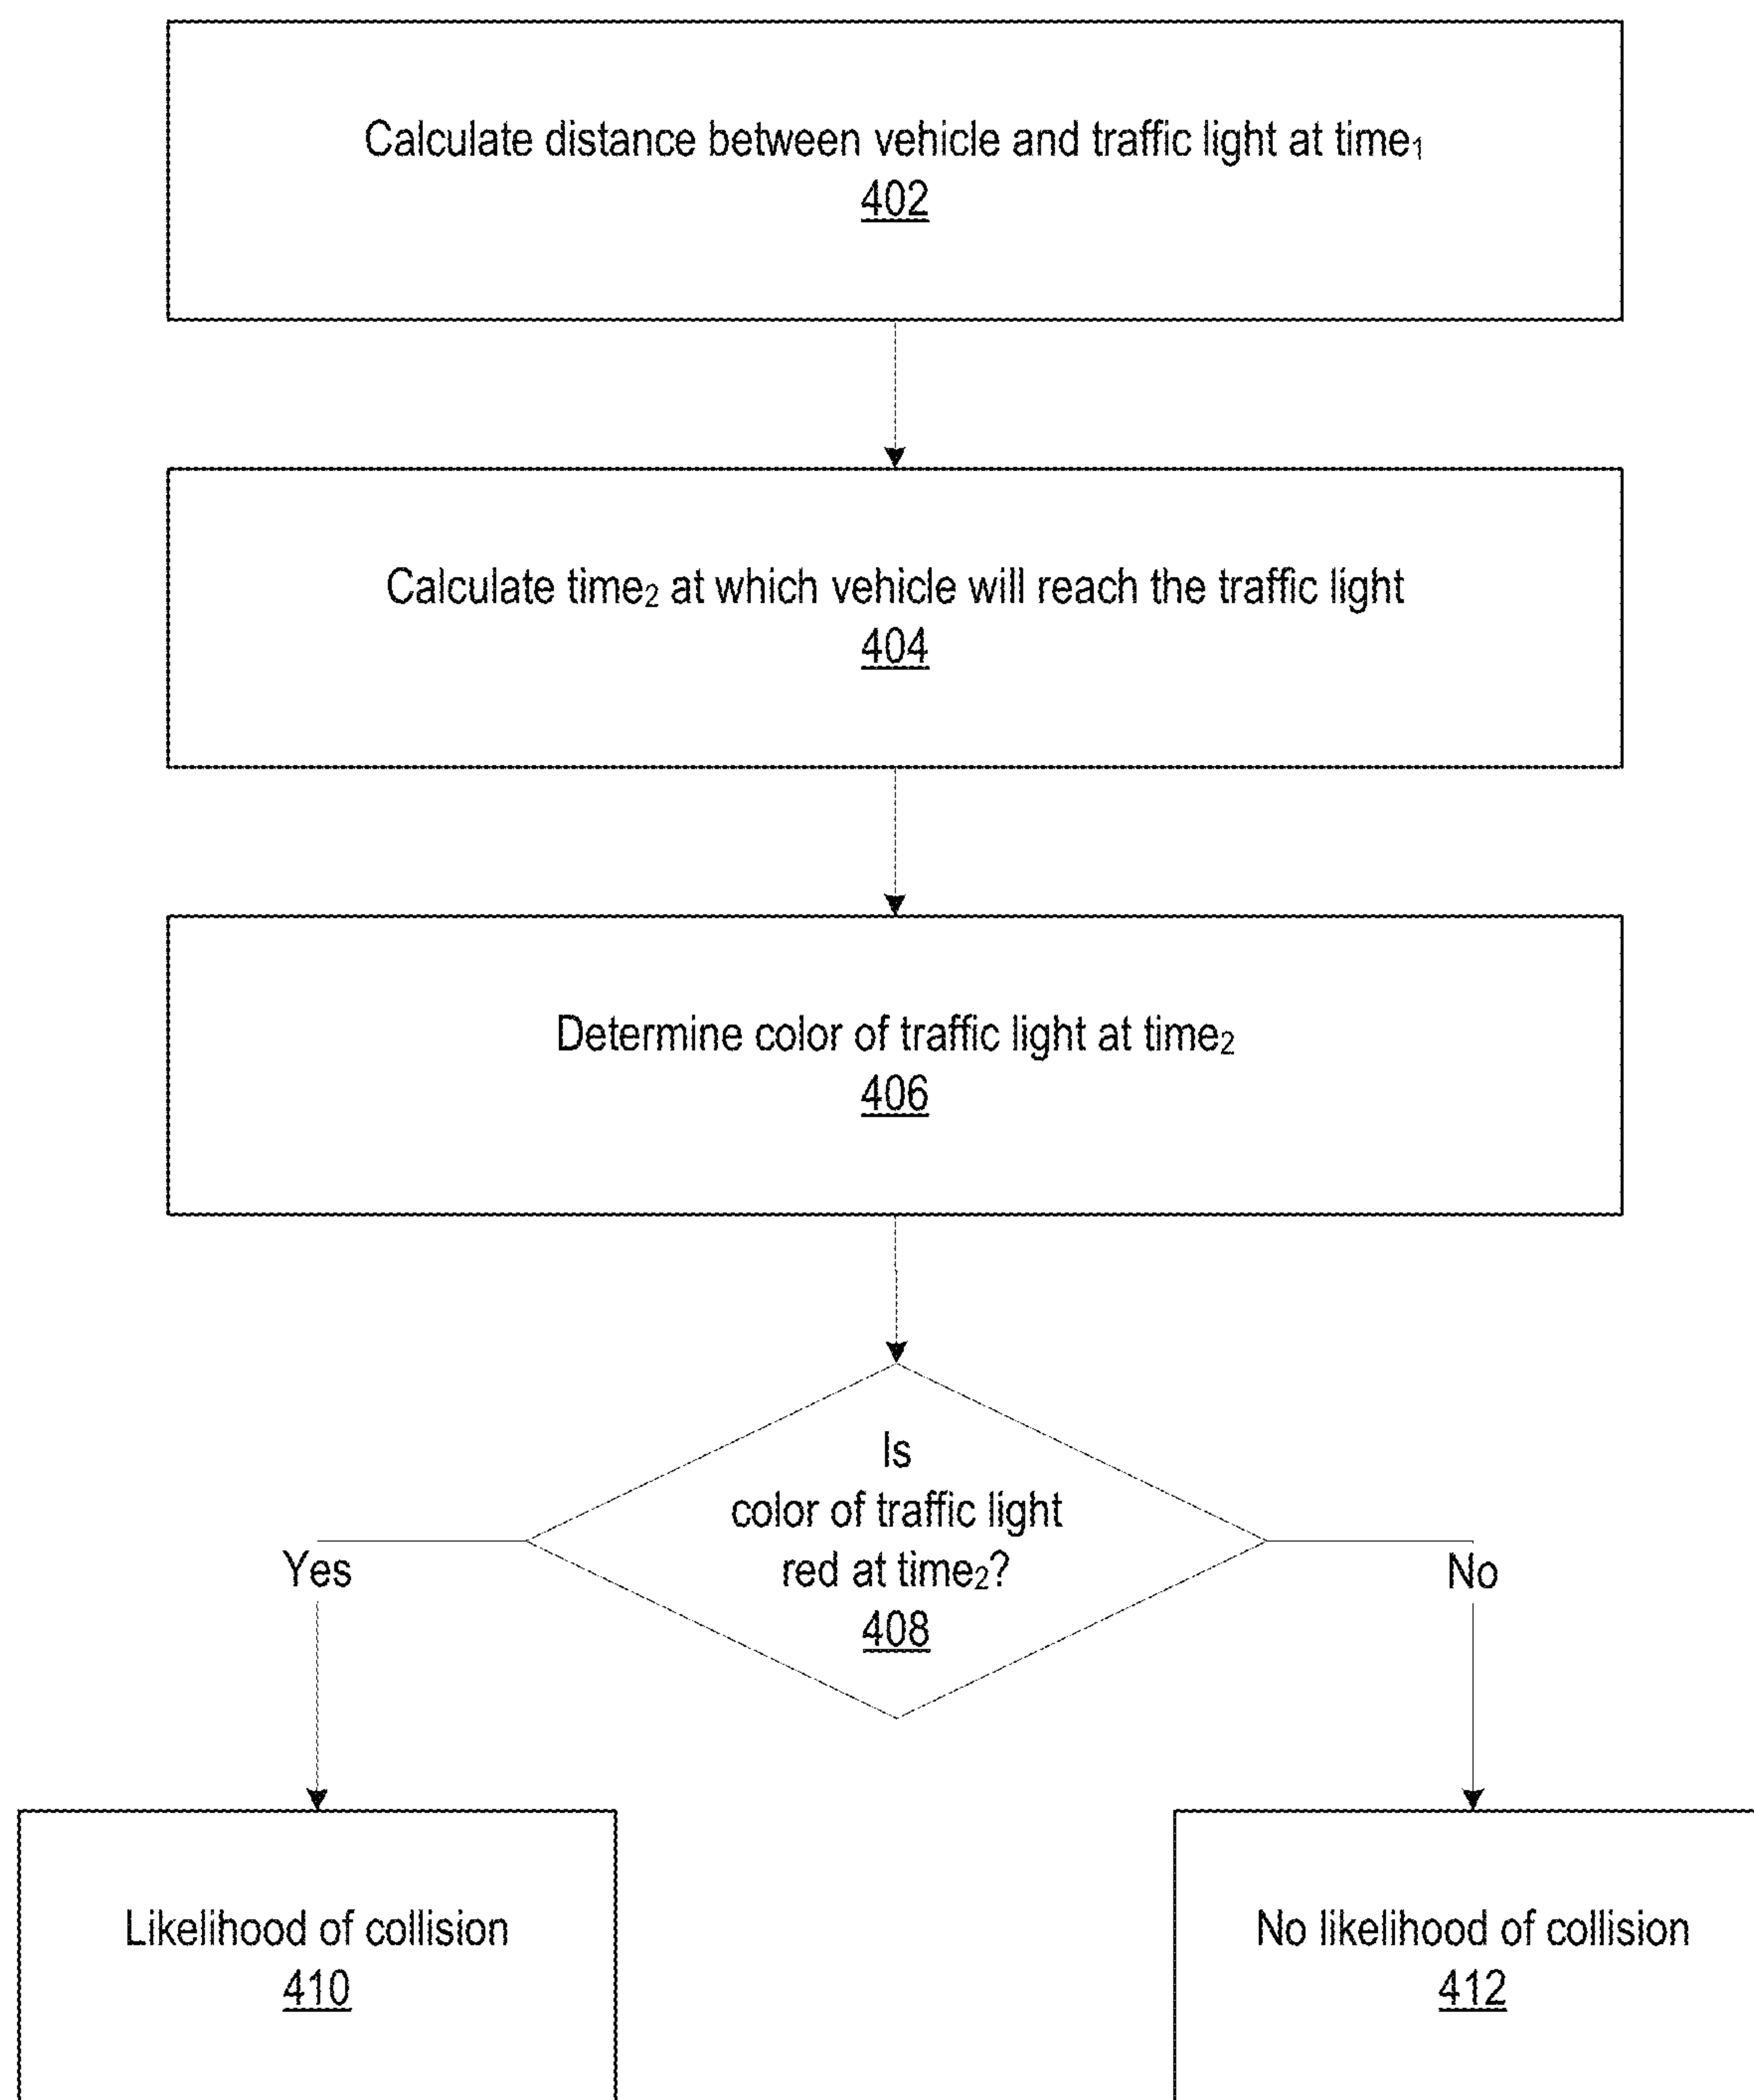 Calculate distance between vehicle and traffic light at time₁
402
Calculate time₂ at which vehicle will reach the traffic light
404
Determine color of traffic light at time₂
406
Is
color of traffic light
red at time₂?
408
Yes
No
Likelihood of collision
410
No likelihood of collision
412